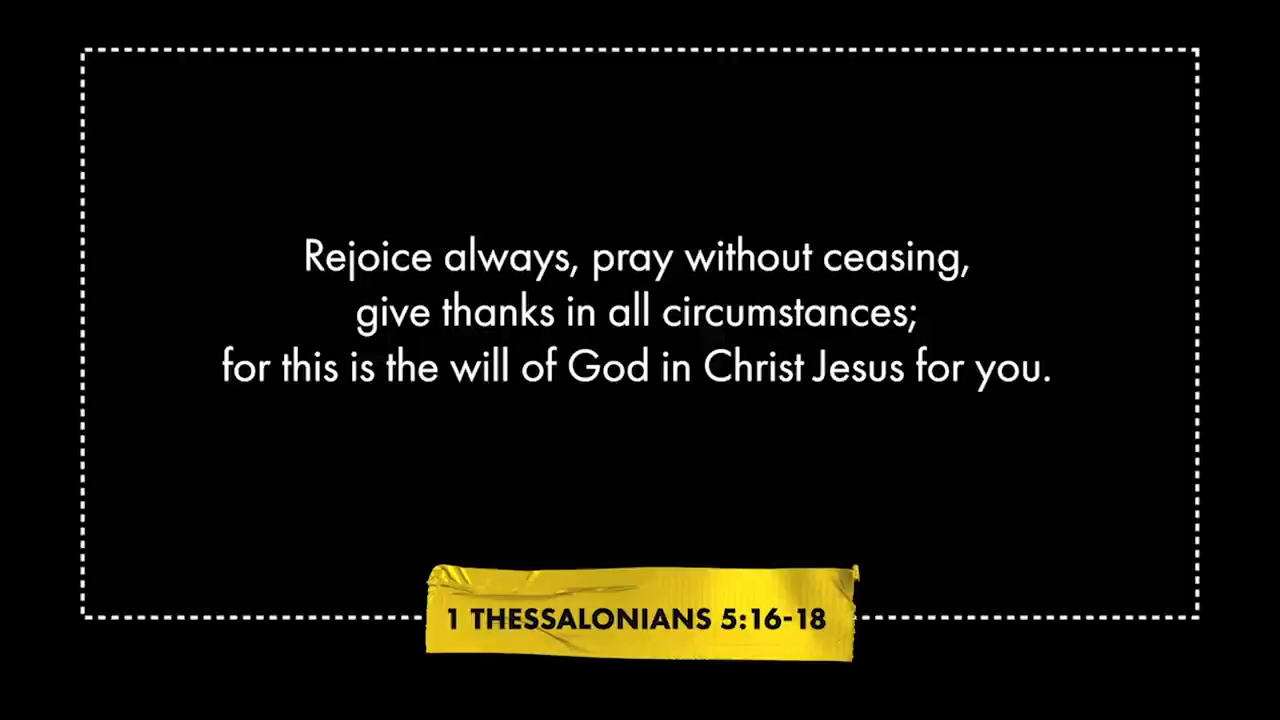 Rejoice always, pray without ceasing,
give thanks in all circumstances;
for this is the will of God in Christ Jesus for you.
1 THESSALONIANS 5:16-18